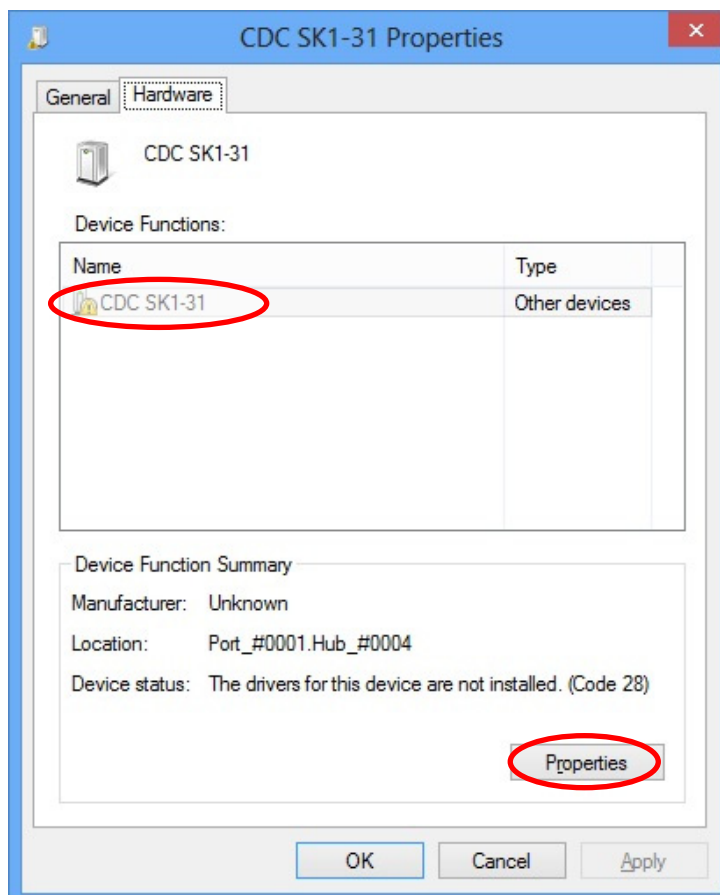 CDC SK1-31 Properties
General Hardware
CDC SK1-31
Device Functions:
Name Type
CDC SK1-31 Other devices
Device Function Summary
Manufacturer: Unknown
Location: Port_#0001.Hub_#0004
Device status: The drivers for this device are not installed. (Code 28)
Properties
OK Cancel Apply